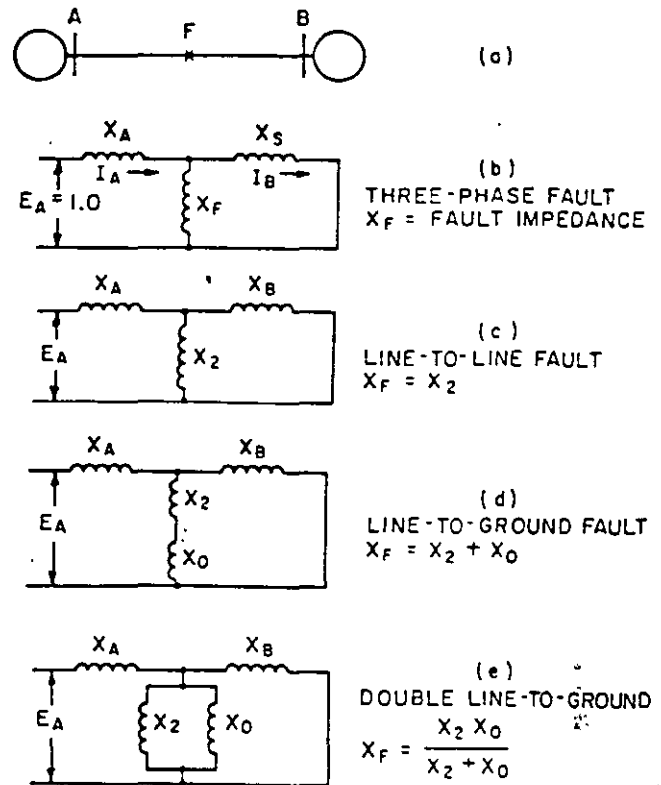 A F B
(a)
X_A X_S
I_A I_B
E_A = 1.0
X_F
(b)
THREE-PHASE FAULT
X_F = FAULT IMPEDANCE
X_A X_B
E_A
X_2
(c)
LINE-TO-LINE FAULT
X_F = X_2
X_A X_B
E_A
X_2
X_0
(d)
LINE-TO-GROUND FAULT
X_F = X_2 + X_0
X_A X_B
E_A
X_2 X_0
(e)
DOUBLE LINE-TO-GROUND
X_F = X_2 X_0 / X_2 + X_0